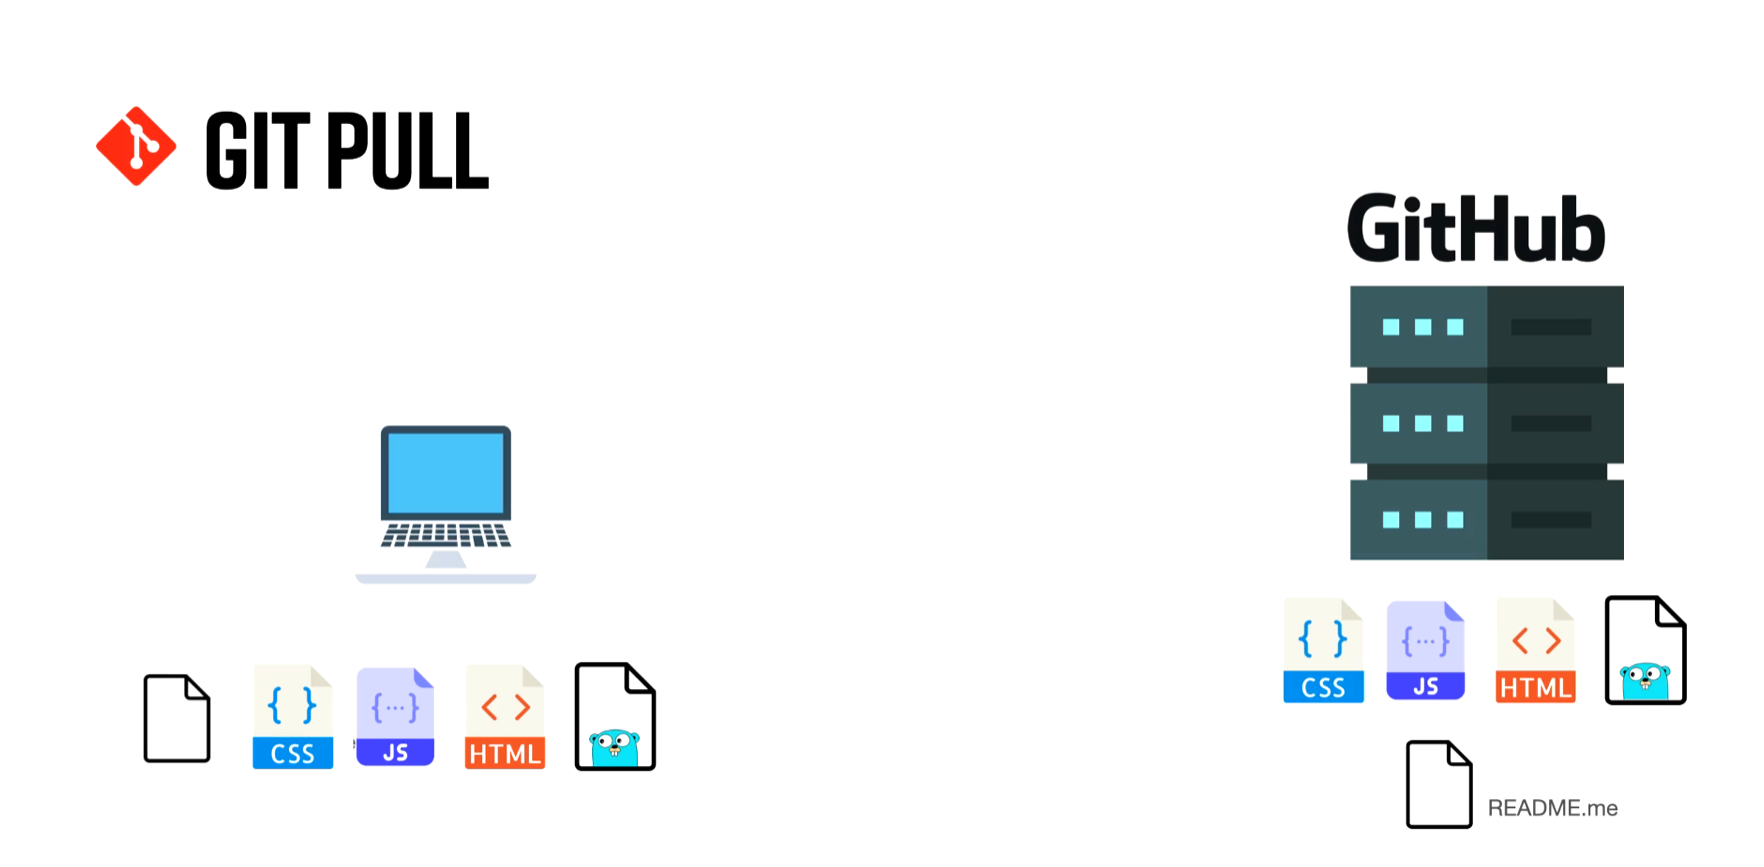 GIT PULL
GitHub
{ } {...} < >
CSS JS HTML
{ } {...} < >
CSS JS HTML
README.me